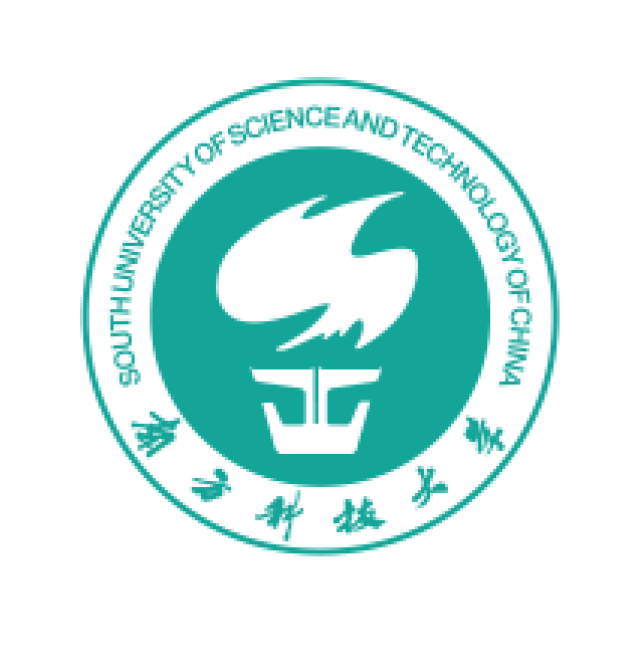 SOUTH UNIVERSITY OF SCIENCE AND TECHNOLOGY OF CHINA
南方科技大学